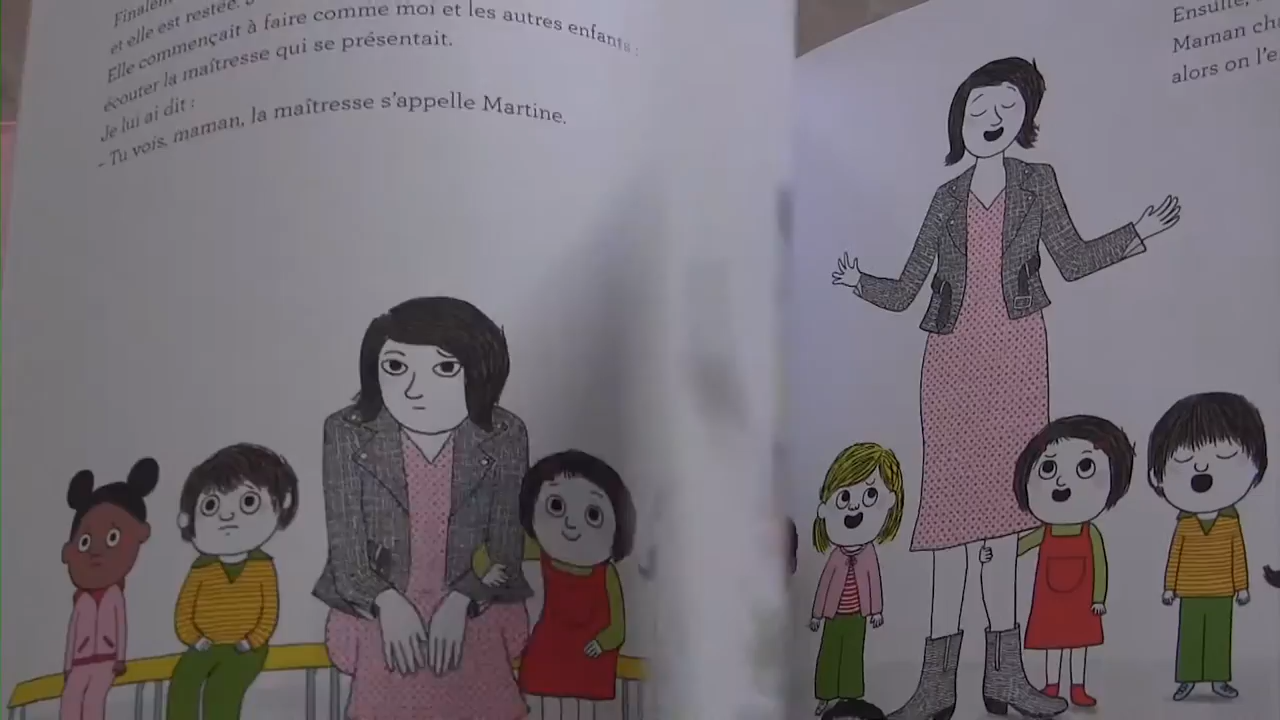 et elle est restée.
Elle commençait à faire comme moi et les autres enfants :
écouter la maîtresse qui se présentait.
Je lui ai dit :
- Tu vois, maman, la maîtresse s'appelle Martine.
Ensuite,
Maman
alors on l'e